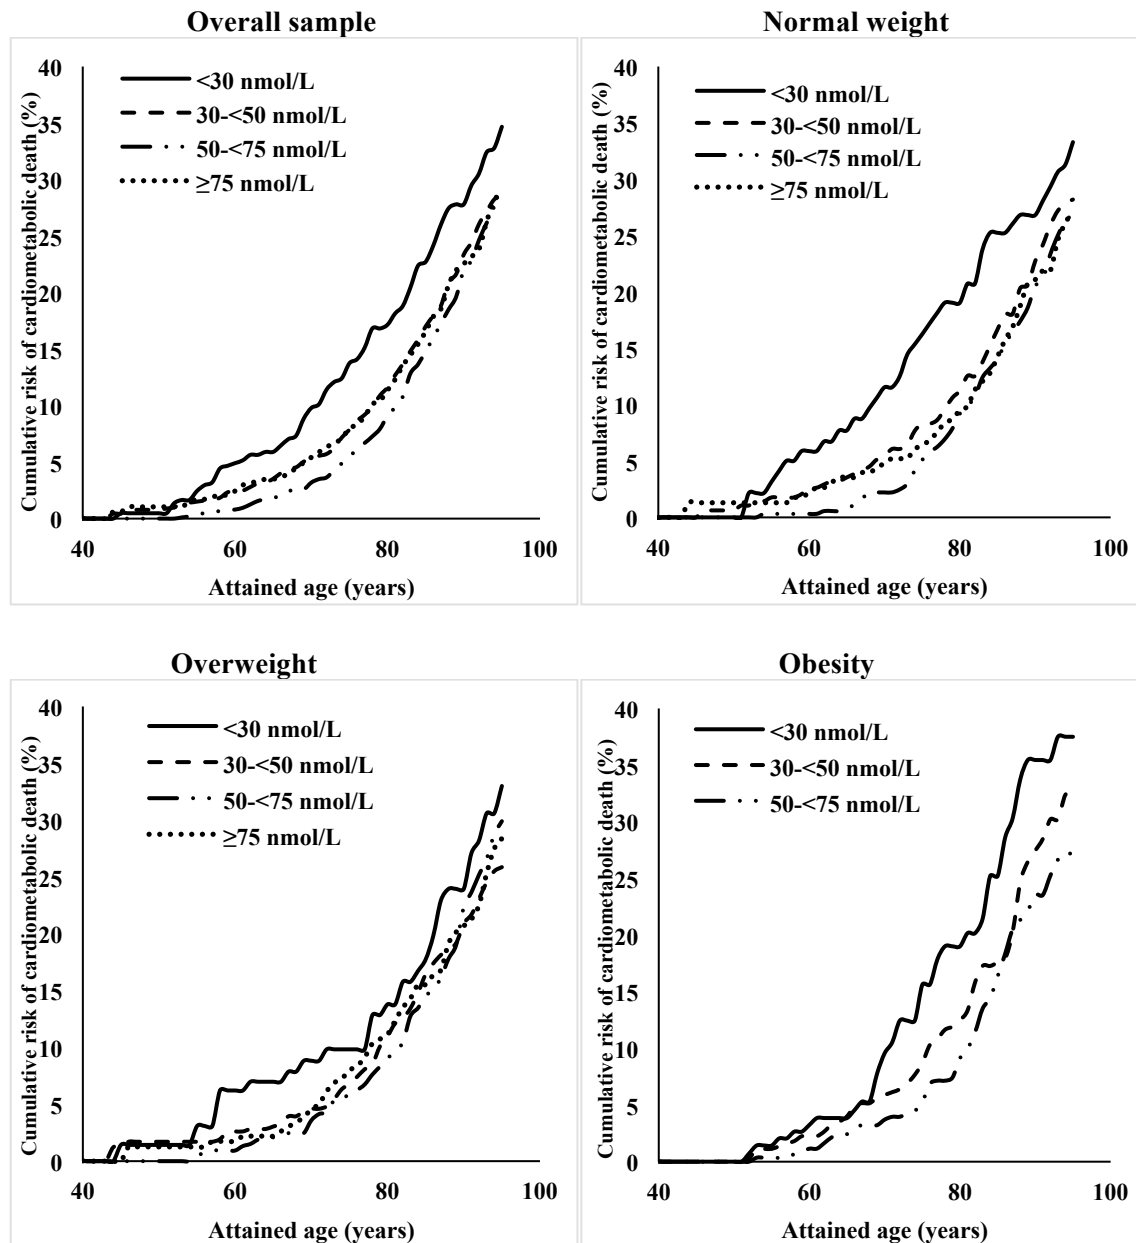 Overall sample
Cumulative risk of cardiometabolic death (%)
40
35
30
25
20
15
10
5
0
<30 nmol/L
30-<50 nmol/L
50-<75 nmol/L
≥75 nmol/L
40 60 80 100
Attained age (years)
Normal weight
Cumulative risk of cardiometabolic death (%)
40
35
30
25
20
15
10
5
0
<30 nmol/L
30-<50 nmol/L
50-<75 nmol/L
≥75 nmol/L
40 60 80 100
Attained age (years)
Overweight
Cumulative risk of cardiometabolic death (%)
40
35
30
25
20
15
10
5
0
<30 nmol/L
30-<50 nmol/L
50-<75 nmol/L
≥75 nmol/L
40 60 80 100
Attained age (years)
Obesity
Cumulative risk of cardiometabolic death (%)
40
35
30
25
20
15
10
5
0
<30 nmol/L
30-<50 nmol/L
50-<75 nmol/L
40 60 80 100
Attained age (years)